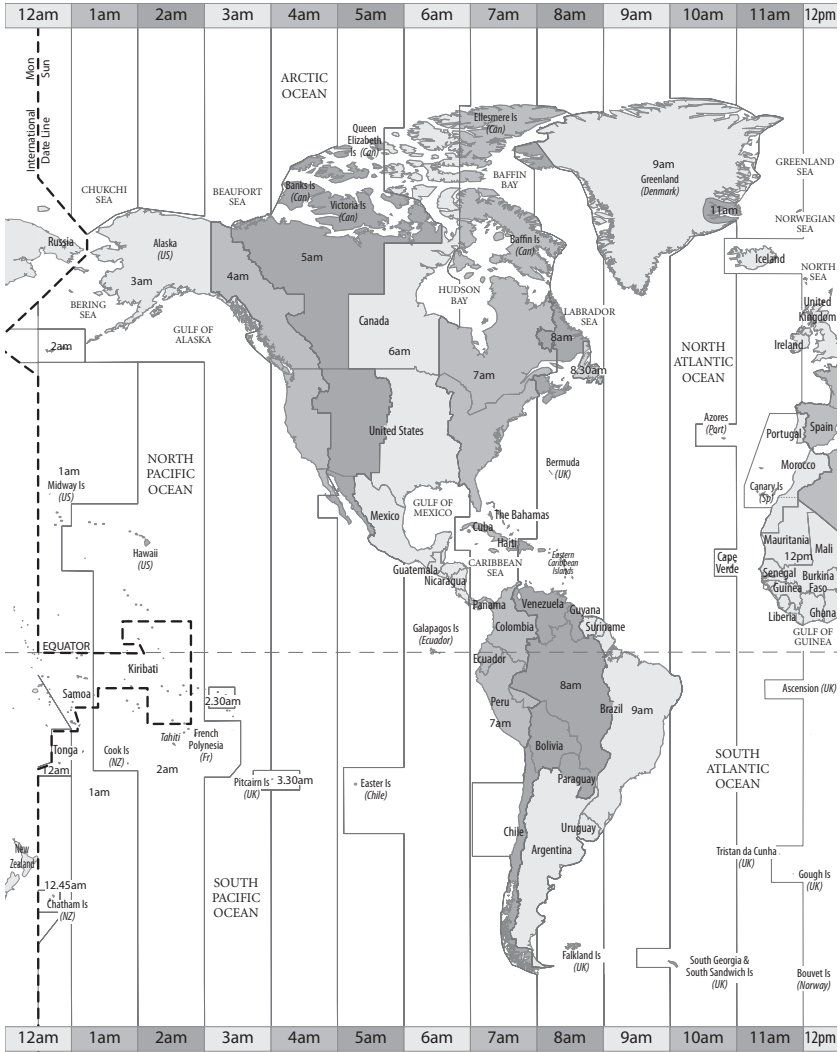 12am 1am 2am 3am 4am 5am 6am 7am 8am 9am 10am 11am 12pm
Mon
Sun
International
Date Line
ARCTIC
OCEAN
Queen
Elizabeth
Is (Can)
Ellesmere Is
(Can)
CHUKCHI
SEA
BEAUFORT
SEA
Banks Is
(Can)
Victoria Is
(Can)
BAFFIN
BAY
9am
Greenland
(Denmark)
GREENLAND
SEA
11am
NORWEGIAN
SEA
Russia
Alaska
(US)
3am
4am
5am
Baffin Is
(Can)
Iceland
NORTH
SEA
BERING
SEA
GULF OF
ALASKA
HUDSON
BAY
Canada
6am
LABRADOR
SEA
United
Kingdom
Ireland
2am
7am
8am
8.30am
NORTH
ATLANTIC
OCEAN
United States
Azores
(Port)
Portugal
Spain
NORTH
PACIFIC
OCEAN
1am
Midway Is
(US)
Bermuda
(UK)
Morocco
Canary Is
(Sp)
Mexico
GULF OF
MEXICO
The Bahamas
Cuba
Haiti
Hawaii
(US)
Guatemala
Nicaragua
CARIBBEAN
SEA
Eastern
Caribbean
Islands
Cape
Verde
Mauritania
12pm
Mali
Senegal
Guinea
Burkina
Faso
Liberia
Ghana
GULF OF
GUINEA
Panama
Venezuela
Guyana
Suriname
Colombia
Galapagos Is
(Ecuador)
EQUATOR
Kiribati
Ecuador
Samoa
2.30am
Peru
7am
8am
Brazil
9am
Ascension (UK)
Tonga
12am
Cook Is
(NZ)
1am
Tahiti
2am
French
Polynesia
(Fr)
Bolivia
SOUTH
ATLANTIC
OCEAN
Pitcairn Is
(UK)
3.30am
Easter Is
(Chile)
Paraguay
Chile
Uruguay
Argentina
New
Zealand
Tristan da Cunha
(UK)
Gough Is
(UK)
12.45am
Chatham Is
(NZ)
SOUTH
PACIFIC
OCEAN
Falkland Is
(UK)
South Georgia &
South Sandwich Is
(UK)
Bouvet Is
(Norway)
12am 1am 2am 3am 4am 5am 6am 7am 8am 9am 10am 11am 12pm